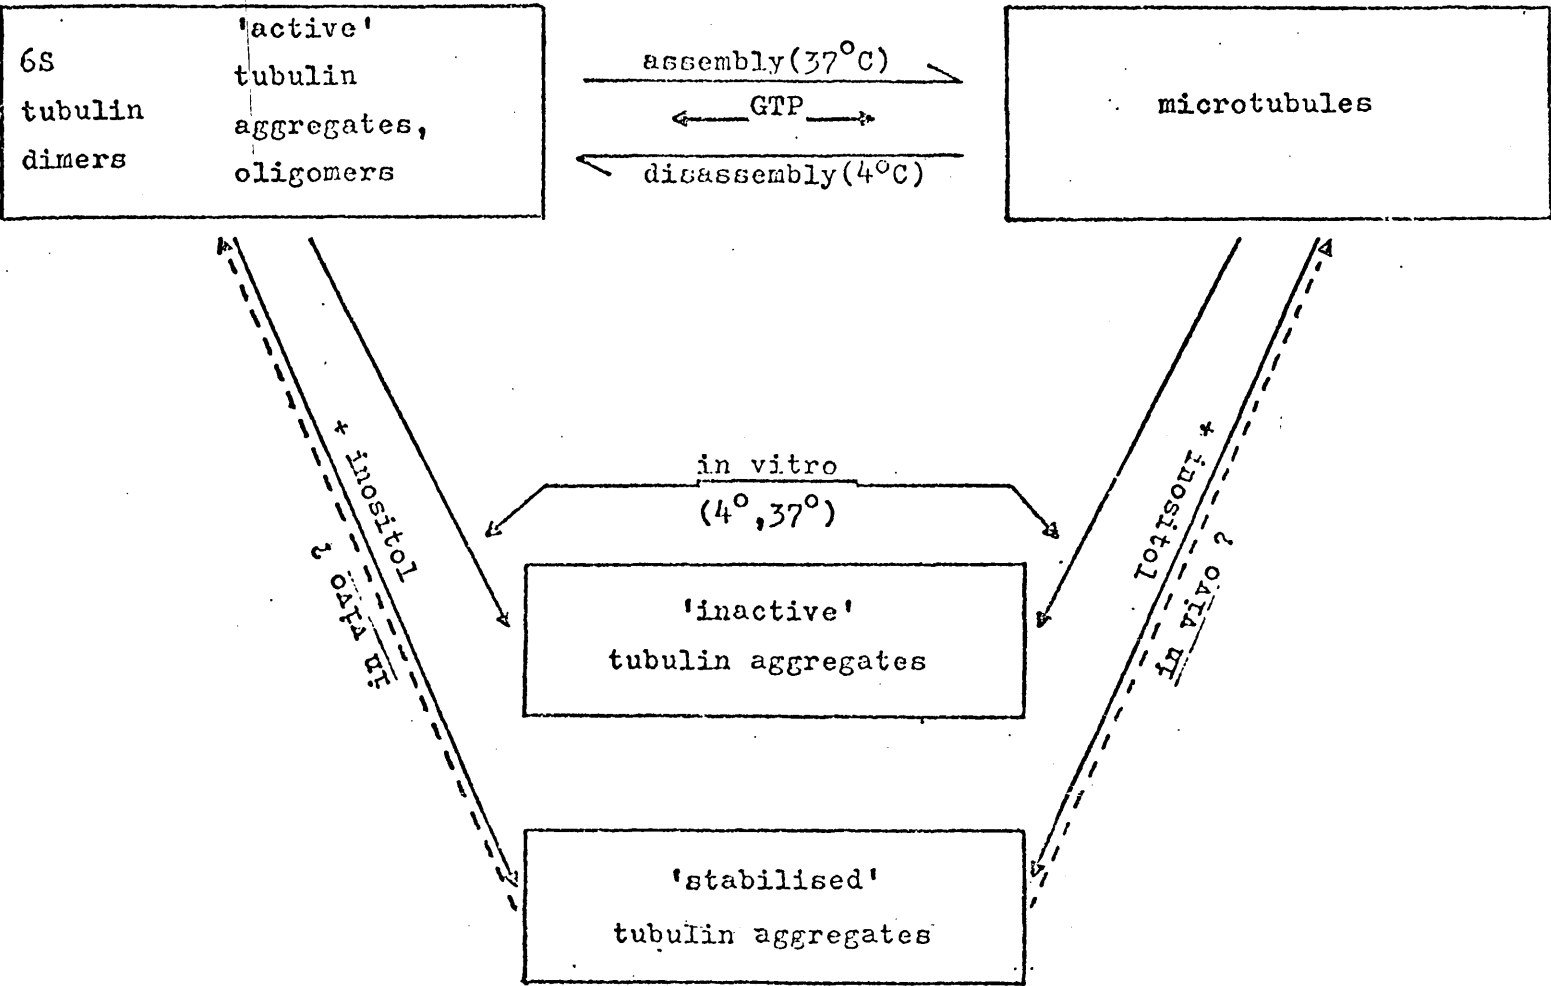 6S
tubulin
dimers
'active'
tubulin
aggregates,
oligomers
assembly(37°C)
GTP
disassembly(4°C)
microtubules
+ inositol
in vivo ?
in vitro
(4°,37°)
+ inositol
in vivo ?
'inactive'
tubulin aggregates
'stabilised'
tubulin aggregates